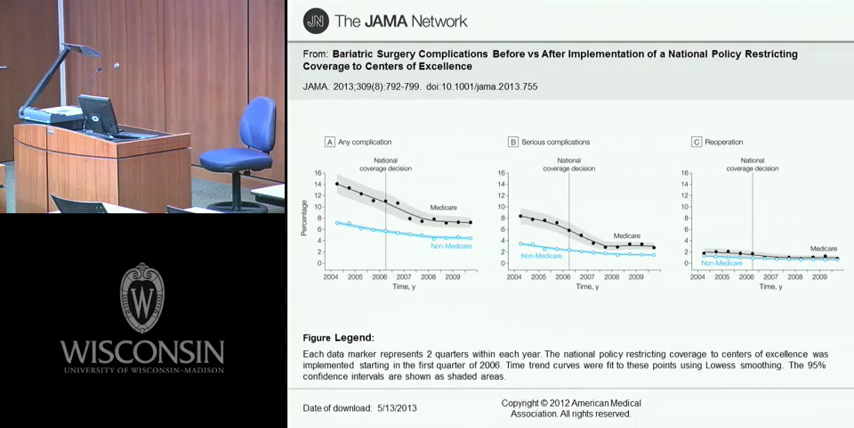 JN The JAMA Network
From: Bariatric Surgery Complications Before vs After Implementation of a National Policy Restricting
Coverage to Centers of Excellence
JAMA. 2013;309(8):792-799. doi:10.1001/jama.2013.755
A Any complication
B Serious complications
C Reoperation
National
coverage decision
National
coverage decision
National
coverage decision
Percentage
16
14
12
10
8
6
4
2
0
Medicare
Non-Medicare
2004 2005 2006 2007 2008 2009
Time, y
16
14
12
10
8
6
4
2
0
Medicare
Non-Medicare
2004 2005 2006 2007 2008 2009
Time, y
16
14
12
10
8
6
4
2
0
Medicare
Non-Medicare
2004 2005 2006 2007 2008 2009
Time, y
W
WISCONSIN
UNIVERSITY OF WISCONSIN–MADISON
Figure Legend:
Each data marker represents 2 quarters within each year. The national policy restricting coverage to centers of excellence was
implemented starting in the first quarter of 2006. Time trend curves were fit to these points using Lowess smoothing. The 95%
confidence intervals are shown as shaded areas.
Date of download: 5/13/2013
Copyright © 2012 American Medical
Association. All rights reserved.